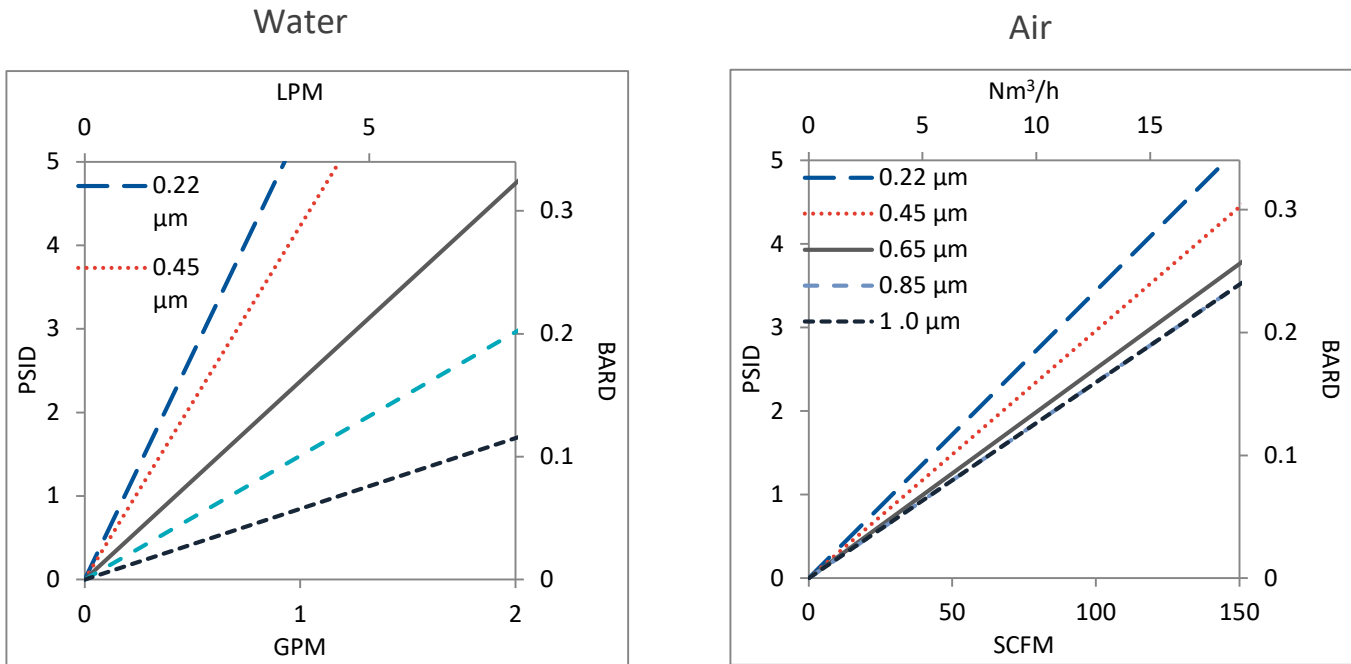 Water
LPM
0 5
5
4
3
2
1
0
PSID
0.22
μm
0.45
μm
0.3
0.2
0.1
0
BARD
0 1 2
GPM
Air
Nm³/h
0 5 10 15
5
4
3
2
1
0
PSID
0.22 μm
0.45 μm
0.65 μm
0.85 μm
1 .0 μm
0.3
0.2
0.1
0
BARD
0 50 100 150
SCFM